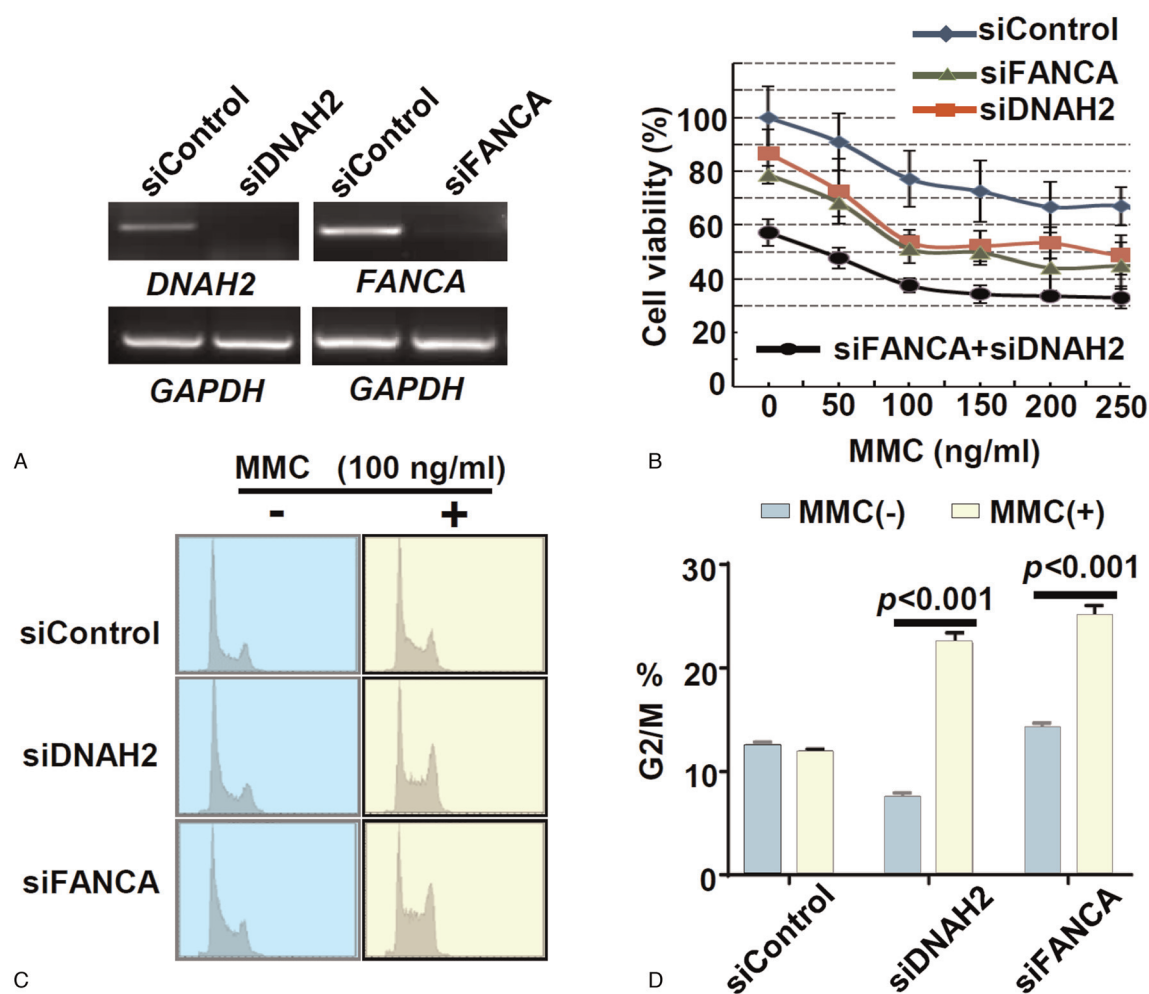 siControl
siDNAH2
siControl
siFANCA
DNAH2
FANCA
GAPDH
GAPDH
A
siControl
siFANCA
siDNAH2
Cell viability (%)
100
80
60
40
20
0
siFANCA+siDNAH2
0 50 100 150 200 250
MMC (ng/ml)
B
MMC (100 ng/ml)
- +
siControl
siDNAH2
siFANCA
C
MMC(-) MMC(+)
G2/M %
30
20
10
0
p<0.001
p<0.001
siControl
siDNAH2
siFANCA
D